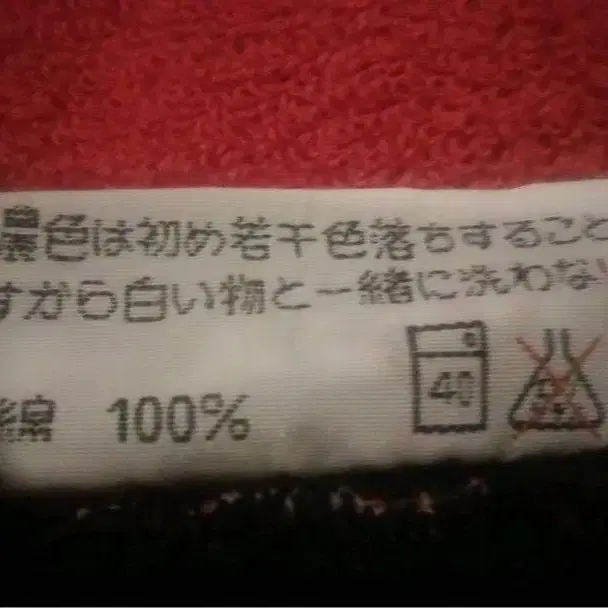 濃色は初め若干色落ちすること
すから白い物と一緒に洗わない
綿 100% 40